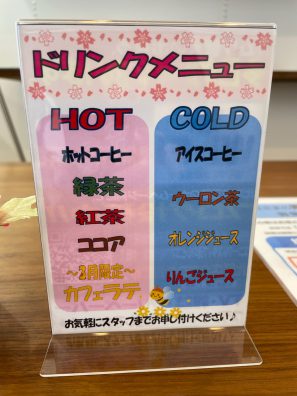 ドリンクメニュー
HOT
ホットコーヒー
緑茶
紅茶
ココア
～3月限定～
カフェラテ
COLD
アイスコーヒー
ウーロン茶
オレンジジュース
りんごジュース
お気軽にスタッフまでお申し付けください♪